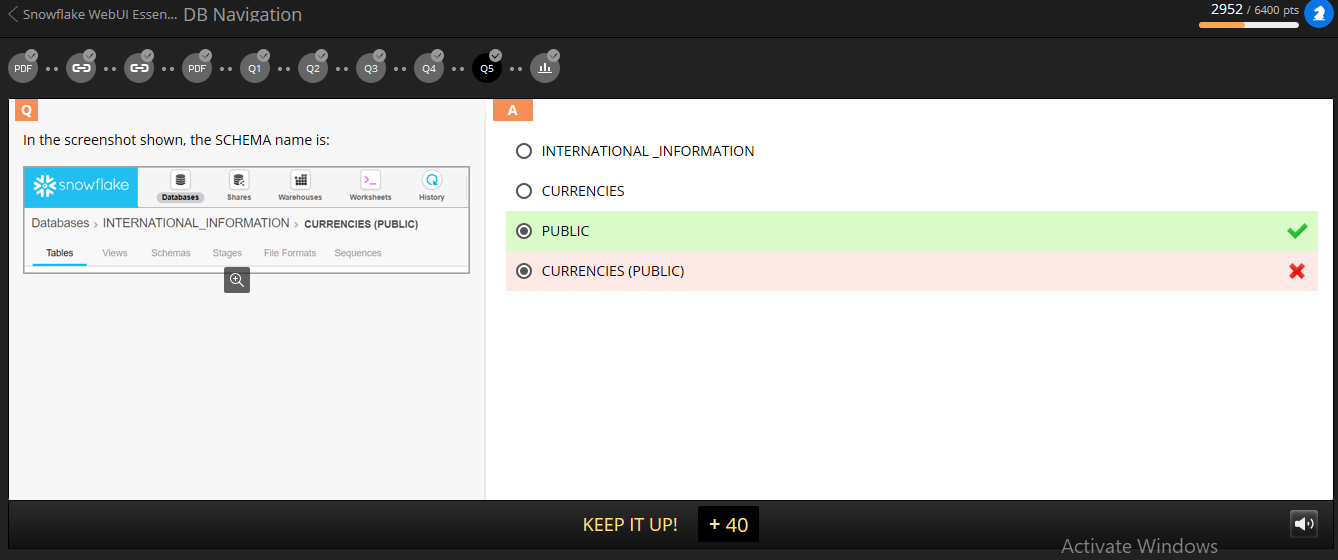 Snowflake WebUI Essen... DB Navigation
2952 / 6400 pts
PDF PDF Q1 Q2 Q3 Q4 Q5
Q
In the screenshot shown, the SCHEMA name is:
snowflake
Databases Shares Warehouses Worksheets History
Databases › INTERNATIONAL_INFORMATION › CURRENCIES (PUBLIC)
Tables Views Schemas Stages File Formats Sequences
A
INTERNATIONAL _INFORMATION
CURRENCIES
PUBLIC
CURRENCIES (PUBLIC)
KEEP IT UP! + 40
Activate Windows